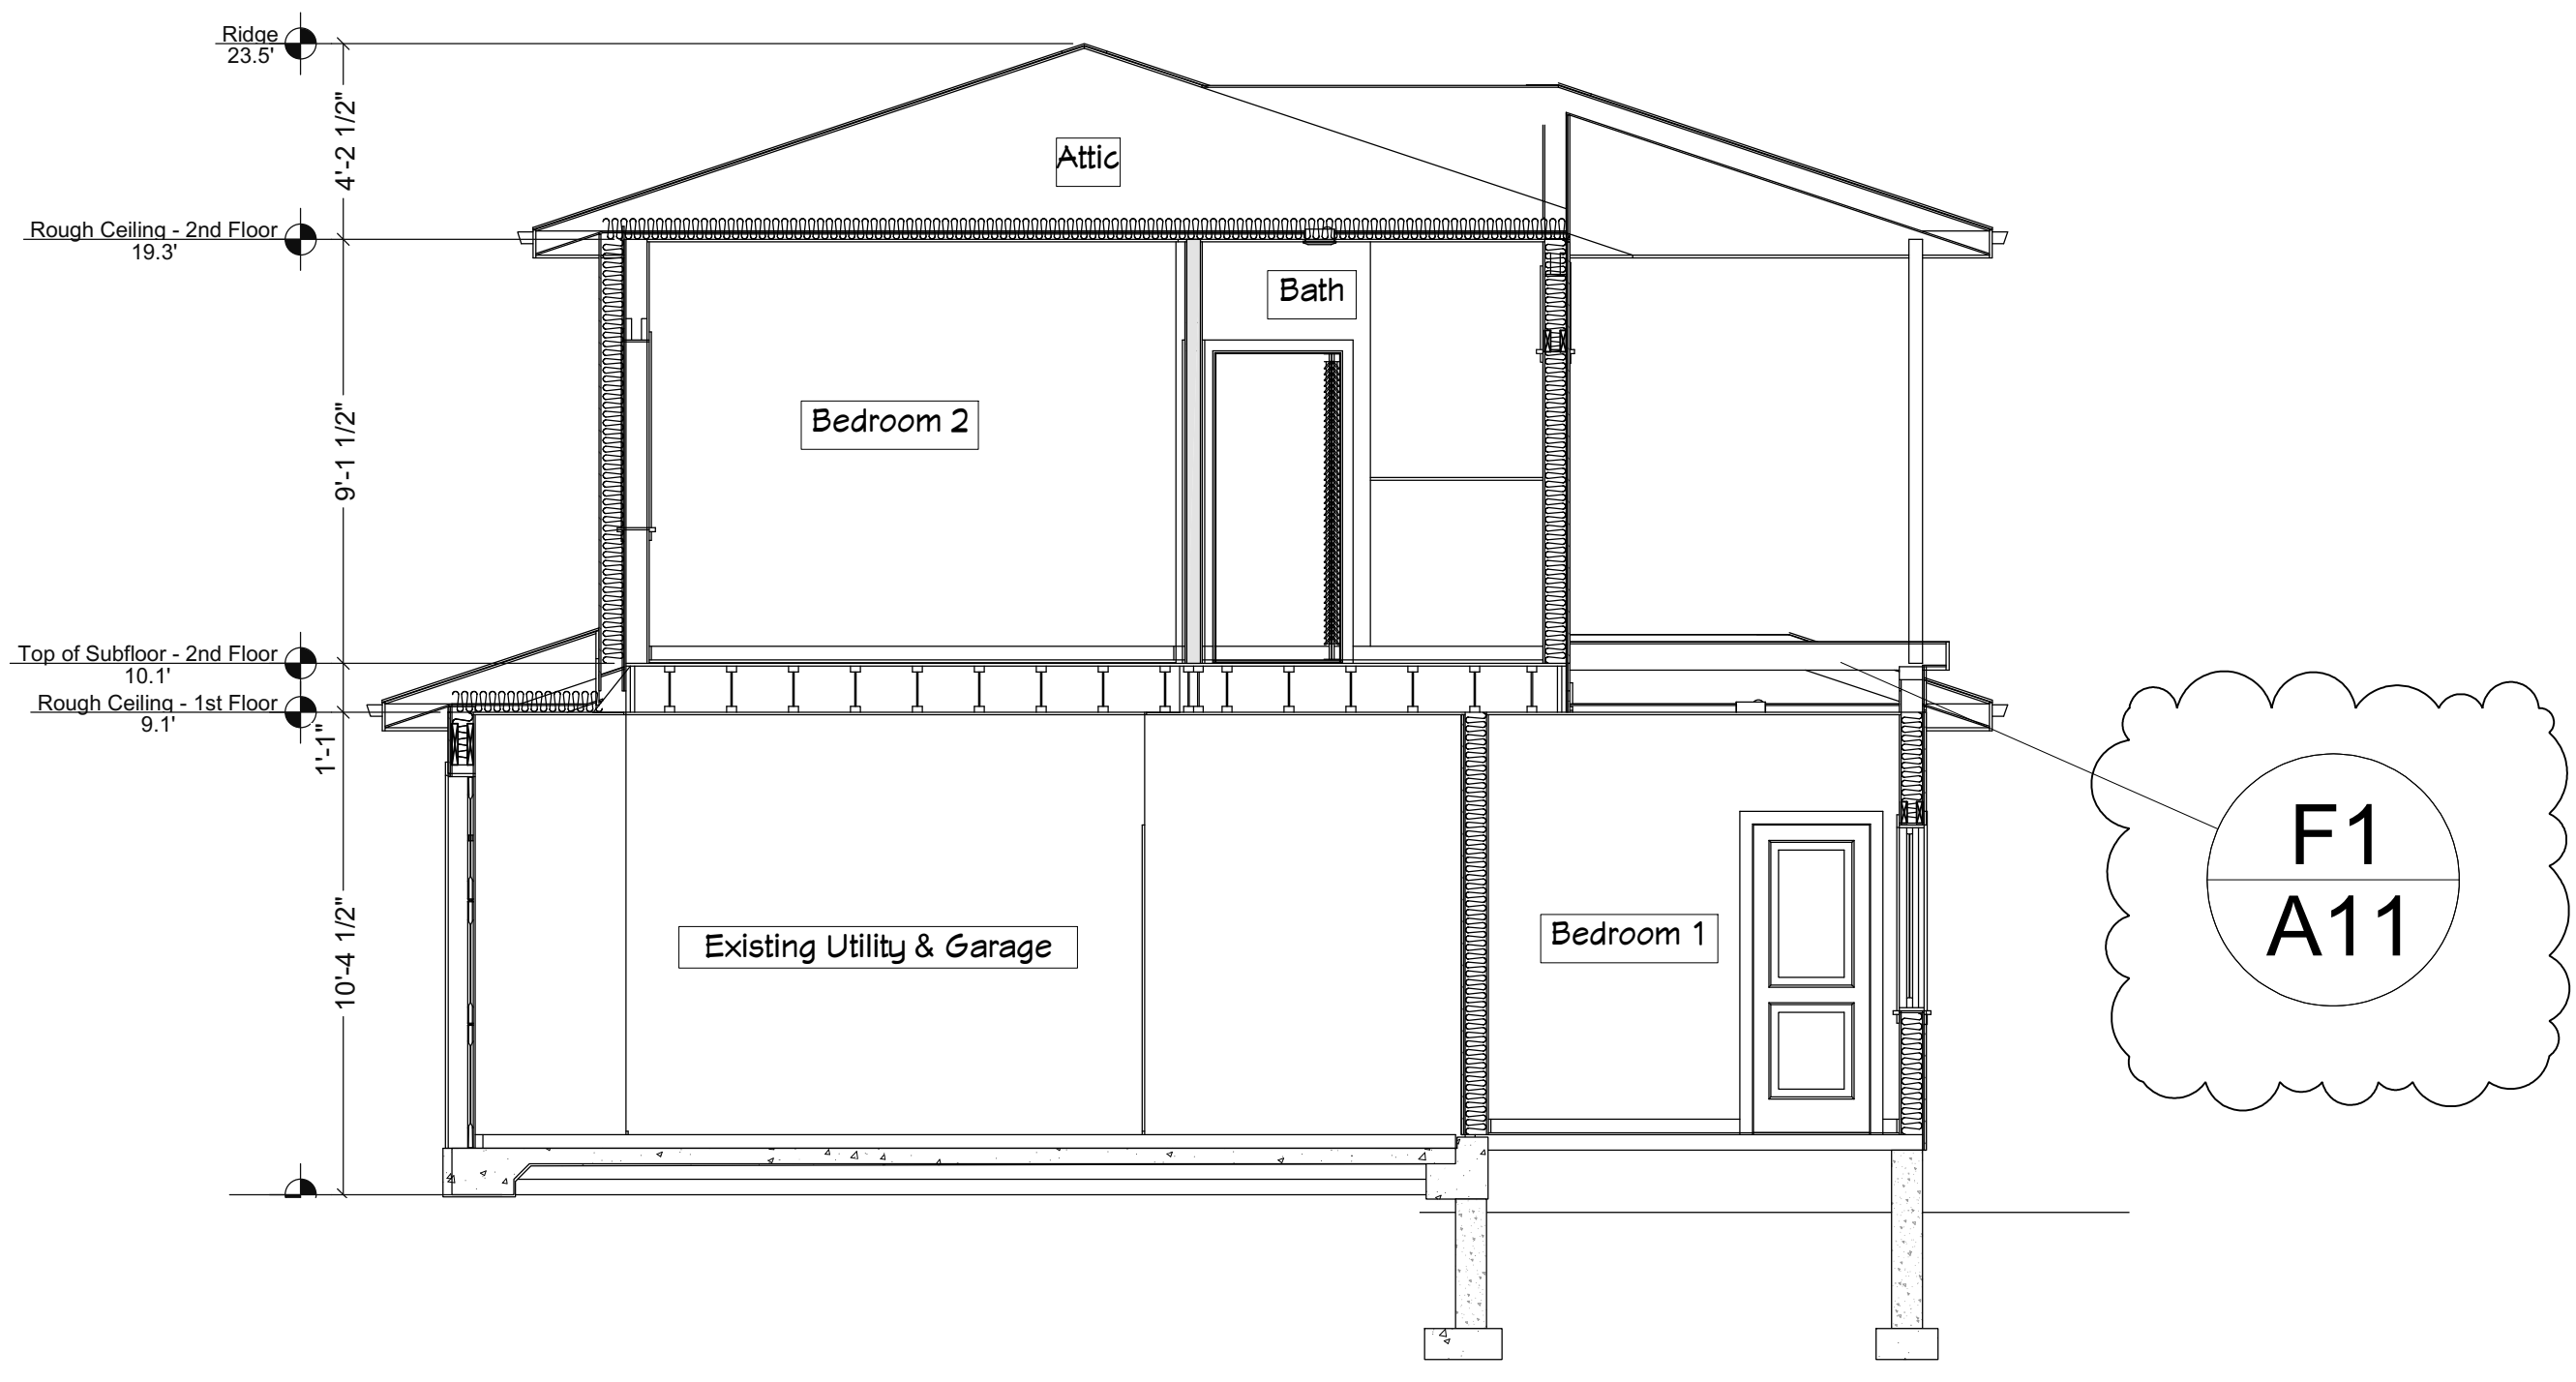 Ridge
23.5'
4'-2 1/2"
Attic
Rough Ceiling - 2nd Floor
19.3'
Bath
9'-1 1/2"
Bedroom 2
Top of Subfloor - 2nd Floor
10.1'
Rough Ceiling - 1st Floor
9.1'
1'-1"
F1
A11
10'-4 1/2"
Existing Utility & Garage
Bedroom 1